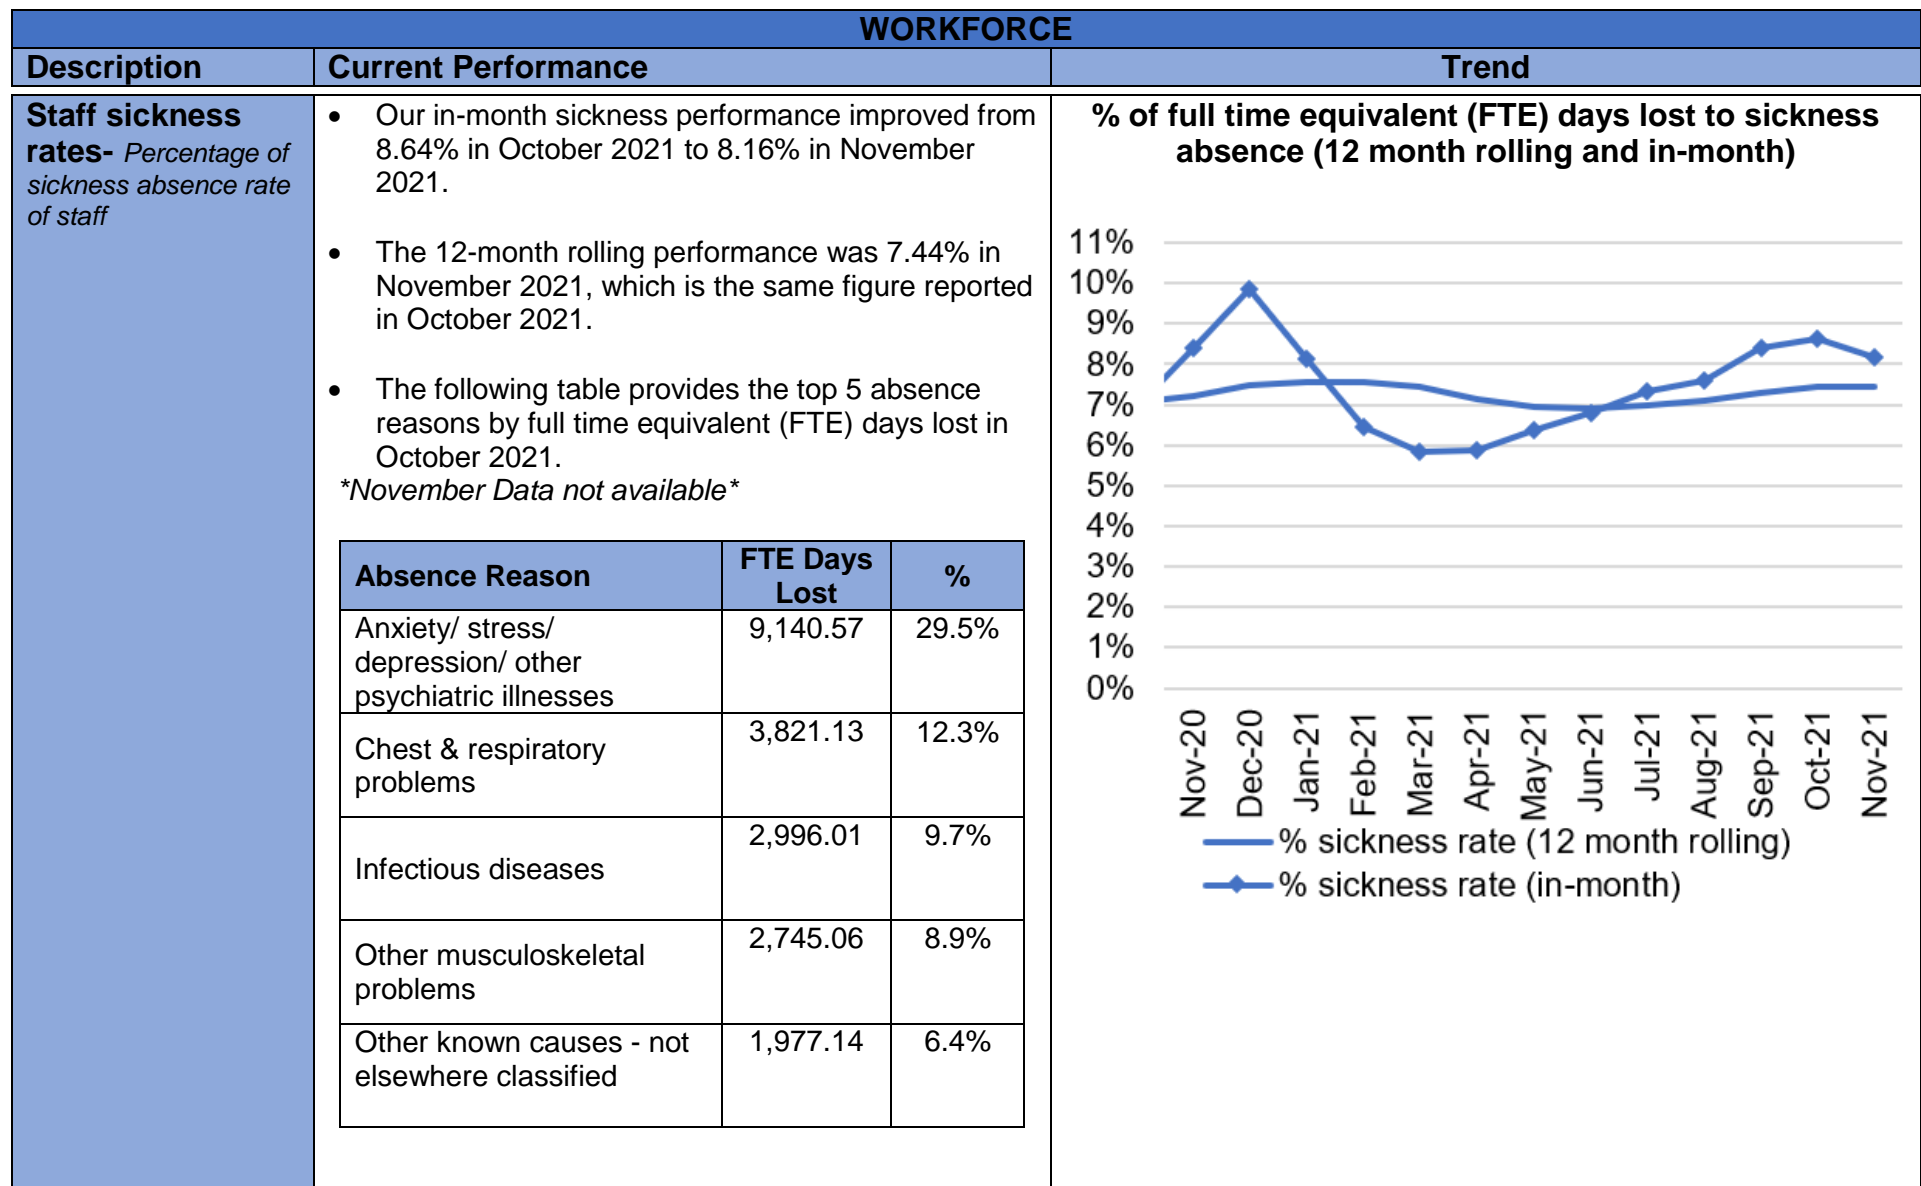 WORKFORCE
Description
Current Performance
Trend
Staff sickness
rates- Percentage of
sickness absence rate
of staff
• Our in-month sickness performance improved from
8.64% in October 2021 to 8.16% in November
2021.
• The 12-month rolling performance was 7.44% in
November 2021, which is the same figure reported
in October 2021.
• The following table provides the top 5 absence
reasons by full time equivalent (FTE) days lost in
October 2021.
*November Data not available*
Absence Reason
FTE Days
Lost
%
Anxiety/ stress/
depression/ other
psychiatric illnesses
9,140.57
29.5%
Chest & respiratory
problems
3,821.13
12.3%
Infectious diseases
2,996.01
9.7%
Other musculoskeletal
problems
2,745.06
8.9%
Other known causes - not
elsewhere classified
1,977.14
6.4%
% of full time equivalent (FTE) days lost to sickness
absence (12 month rolling and in-month)
11%
10%
9%
8%
7%
6%
5%
4%
3%
2%
1%
0%
Nov-20
Dec-20
Jan-21
Feb-21
Mar-21
Apr-21
May-21
Jun-21
Jul-21
Aug-21
Sep-21
Oct-21
Nov-21
% sickness rate (12 month rolling)
% sickness rate (in-month)